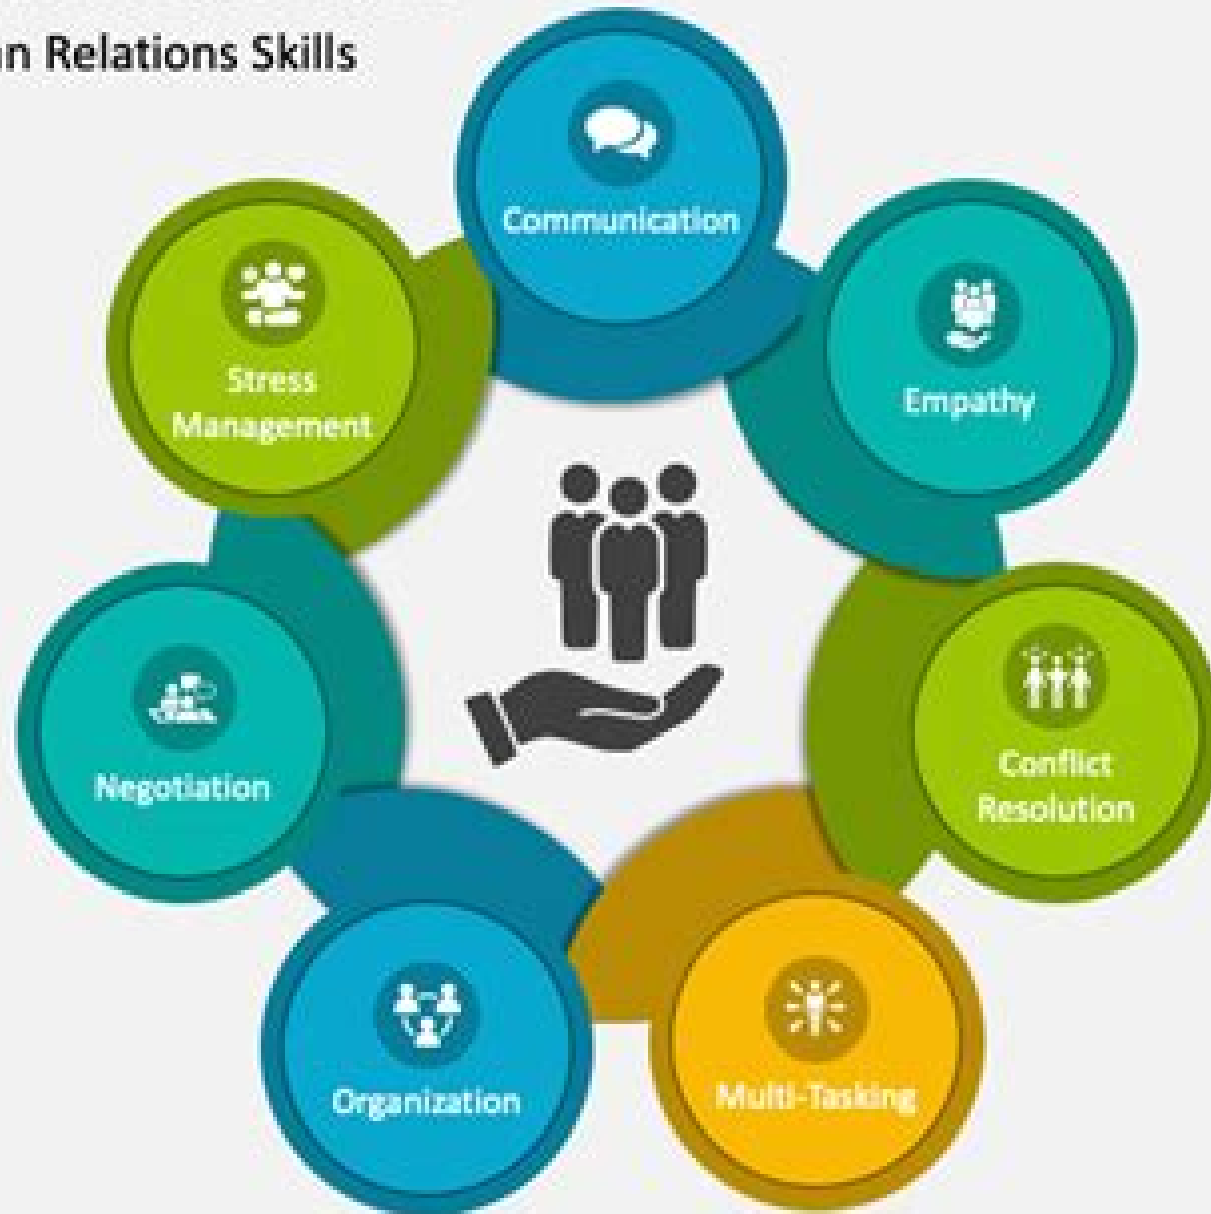 n Relations Skills
Communication
Empathy
Conflict
Resolution
Multi-Tasking
Organization
Negotiation
Stress
Management